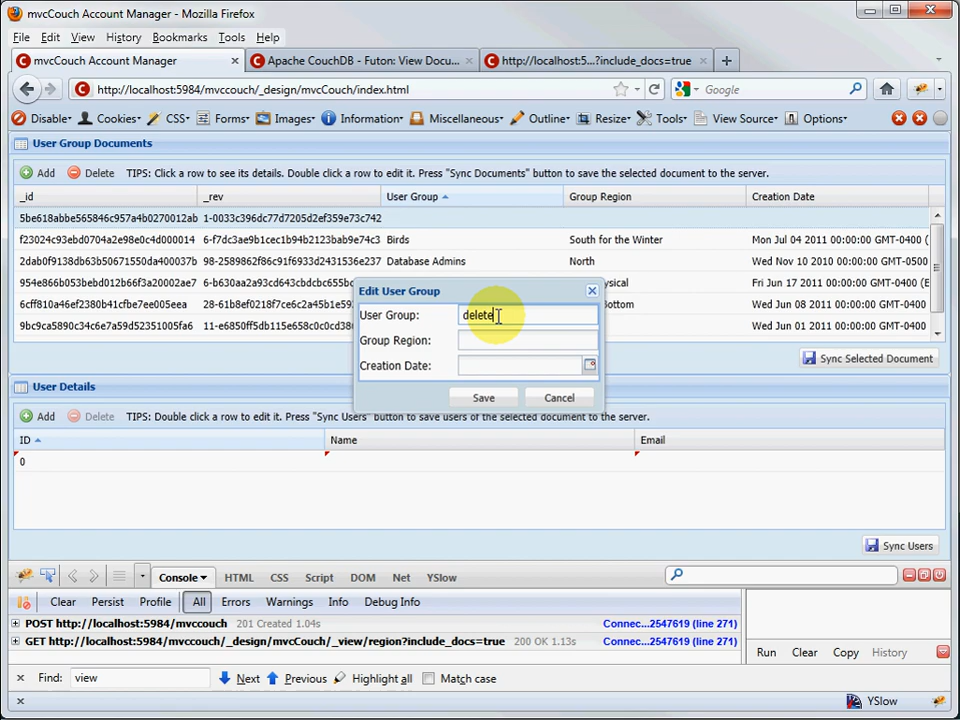 mvcCouch Account Manager - Mozilla Firefox
File Edit View History Bookmarks Tools Help
mvcCouch Account Manager × Apache CouchDB - Futon: View Docu... × http://localhost:5...?include_docs=true × +
http://localhost:5984/mvccouch/_design/mvcCouch/index.html Google
Disable▾ Cookies▾ CSS▾ Forms▾ Images▾ Information▾ Miscellaneous▾ Outline▾ Resize▾ Tools▾ View Source▾ Options▾
User Group Documents
Add Delete TIPS: Click a row to see its details. Double click a row to edit it. Press "Sync Documents" button to save the selected document to the server.
_id _rev User Group Group Region Creation Date
5be618abbe565846c957a4b0270012ab 1-0033c396dc77d7205d2ef359e73c742
f23024c93ebd0704a2e98e0c4d000014 6-f7dc3ae9b1cec1b94b2123bab9e74c3 Birds South for the Winter Mon Jul 04 2011 00:00:00 GMT-0400 (
2dab0f9138db63b50671550da400037b 98-2589862f86c91f6933d2431536e237 Database Admins North Wed Nov 10 2010 00:00:00 GMT-0500
954e866b053bebd012b66f3a20002ae7 6-b630aa2a93cd643cbdcbc655b ysical Fri Jun 17 2011 00:00:00 GMT-0400 (E
6cff810a46ef2380b41cfbe7ee005eea 28-61b8ef0218f7ce6c2a45b1e59 Bottom Wed Jun 08 2011 00:00:00 GMT-0400
9bc9ca5890c34c6e7a59d52351005fa6 11-e6850ff5db115e658c0c0cd38 Wed Jun 01 2011 00:00:00 GMT-0400
Edit User Group
User Group: delete
Group Region:
Creation Date:
Save Cancel
Sync Selected Document
User Details
Add Delete TIPS: Double click a row to edit it. Press "Sync Users" button to save users of the selected document to the server.
ID Name Email
0
Sync Users
Console▾ HTML CSS Script DOM Net YSlow
Clear Persist Profile All Errors Warnings Info Debug Info
POST http://localhost:5984/mvccouch 201 Created 1.04s Connec...2547619 (line 271)
GET http://localhost:5984/mvccouch/_design/mvcCouch/_view/region?include_docs=true 200 OK 1.13s Connec...2547619 (line 271)
Run Clear Copy History
× Find: view Next Previous Highlight all Match case
× YSlow